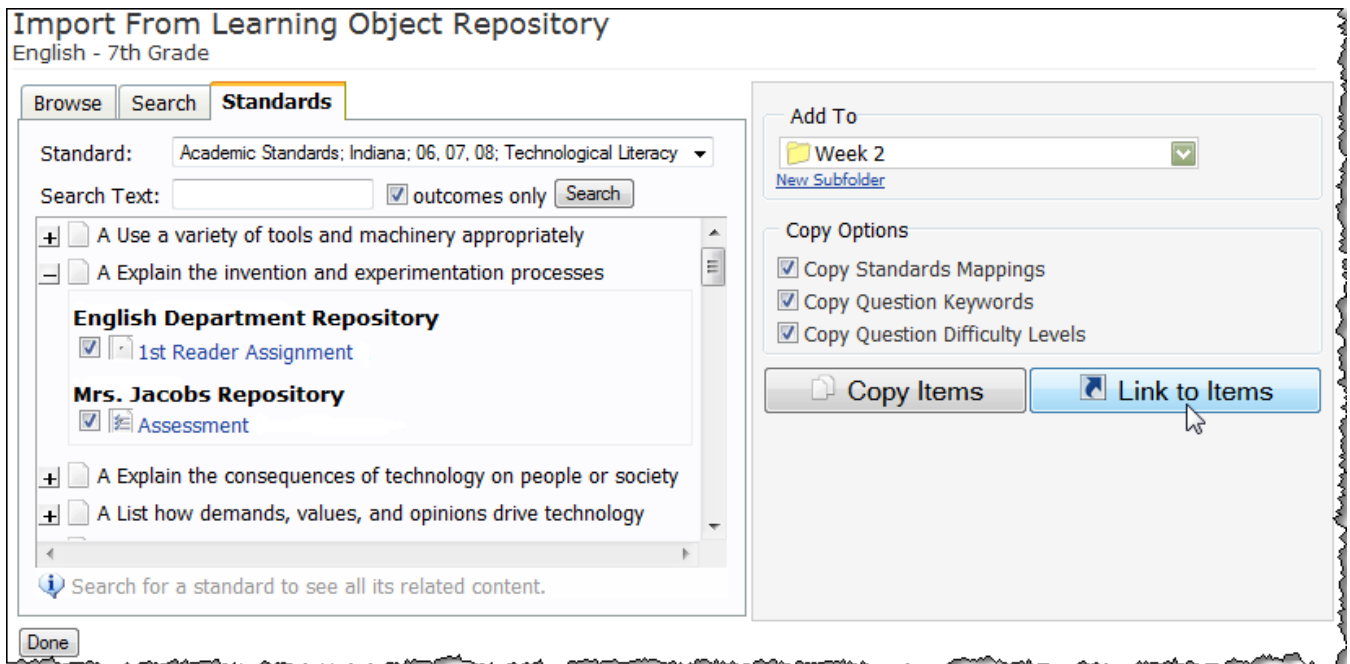 Import From Learning Object Repository
English - 7th Grade
Browse Search Standards
Standard: Academic Standards; Indiana; 06, 07, 08; Technological Literacy
Search Text: outcomes only Search
A Use a variety of tools and machinery appropriately
A Explain the invention and experimentation processes
English Department Repository
1st Reader Assignment
Mrs. Jacobs Repository
Assessment
A Explain the consequences of technology on people or society
A List how demands, values, and opinions drive technology
Search for a standard to see all its related content.
Done
Add To
Week 2
New Subfolder
Copy Options
Copy Standards Mappings
Copy Question Keywords
Copy Question Difficulty Levels
Copy Items Link to Items